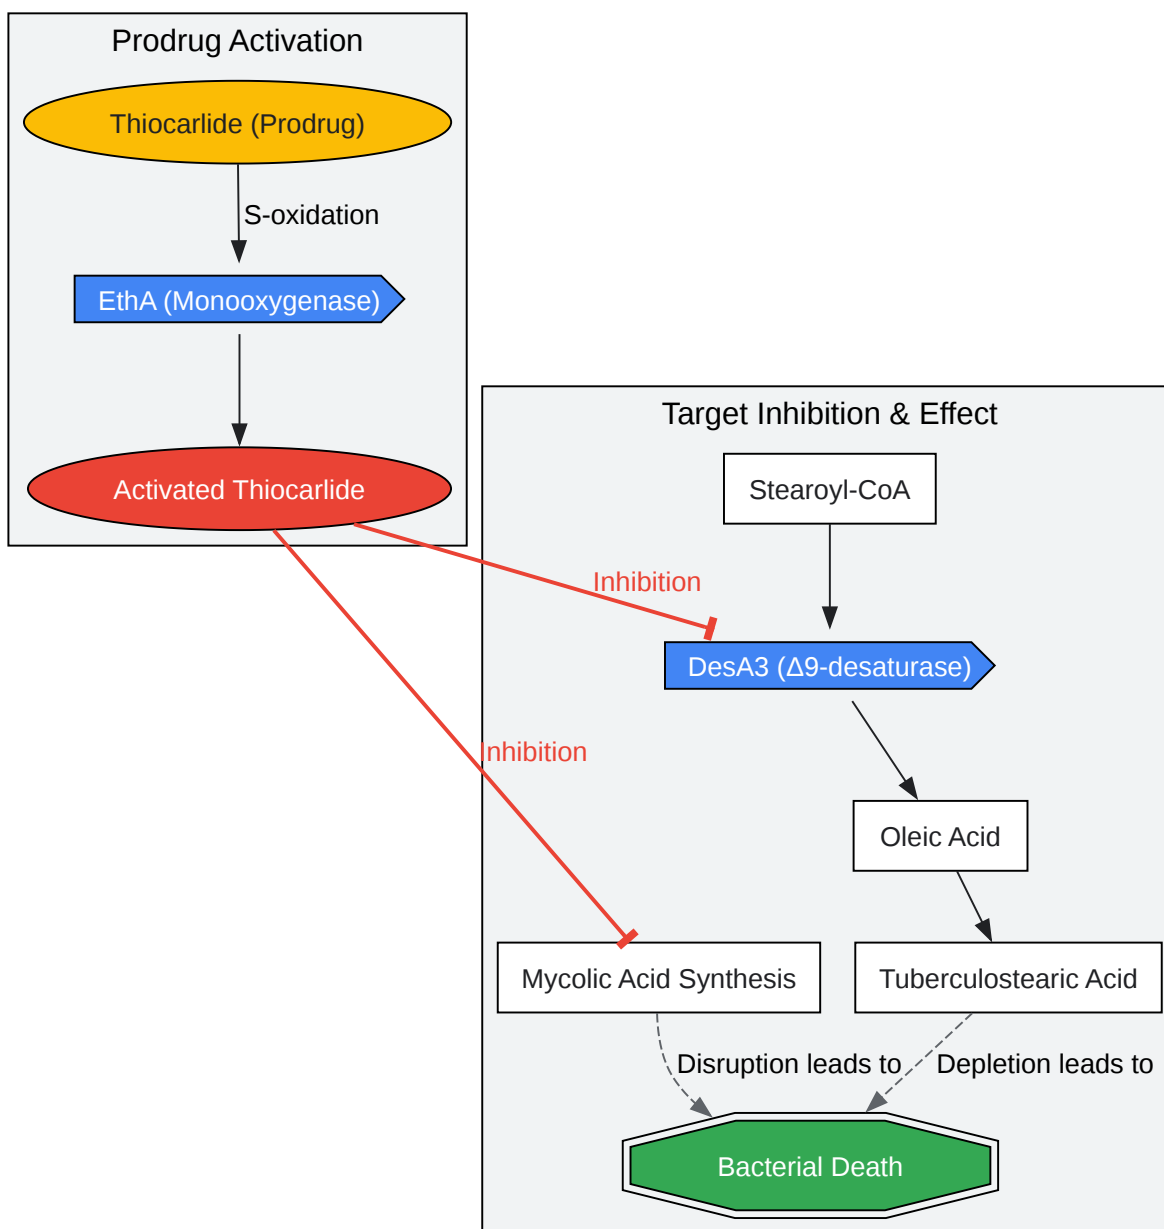 Prodrug Activation
Thiocarlide (Prodrug)
S-oxidation
EthA (Monooxygenase)
Activated Thiocarlide
Target Inhibition & Effect
Stearoyl-CoA
Inhibition
DesA3 (Δ9-desaturase)
Inhibition
Oleic Acid
Mycolic Acid Synthesis
Tuberculostearic Acid
Disruption leads to
Depletion leads to
Bacterial Death